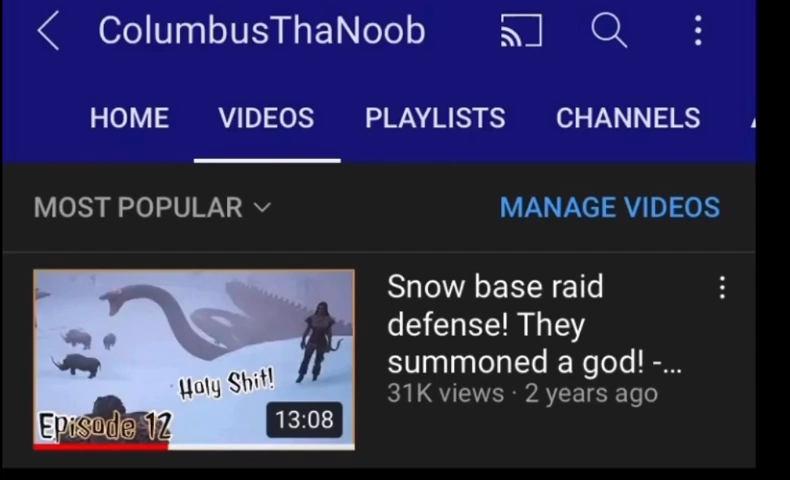 ColumbusThaNoob
HOME VIDEOS PLAYLISTS CHANNELS
MOST POPULAR MANAGE VIDEOS
Snow base raid
defense! They
summoned a god! -...
31K views · 2 years ago
Holy Shit!
Episode 12
13:08